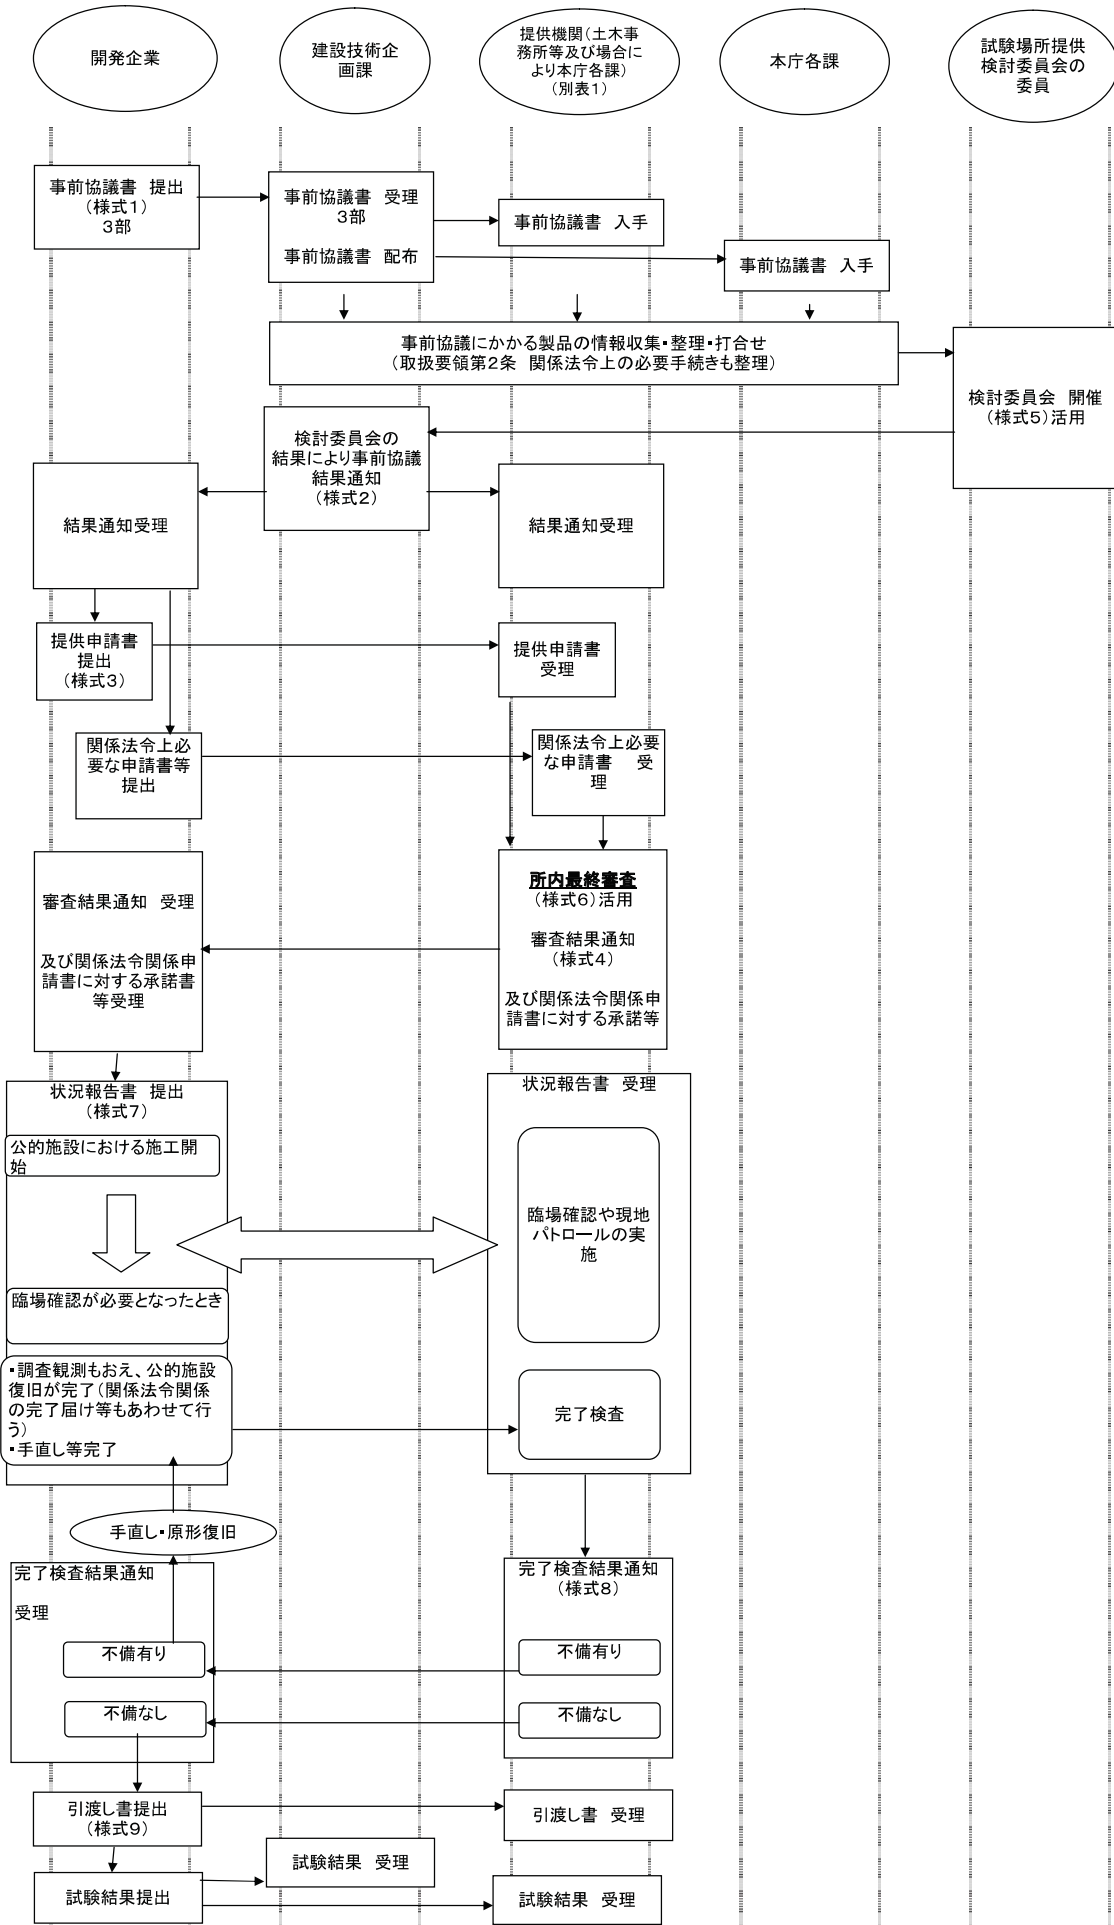 開発企業
建設技術企
画課
提供機関(土木事
務所等及び場合に
より本庁各課)
(別表1)
本庁各課
試験場所提供
検討委員会の
委員
事前協議書 提出
(様式1)
3部
事前協議書 受理
3部
事前協議書 配布
事前協議書 入手
事前協議書 入手
事前協議にかかる製品の情報収集・整理・打合せ
(取扱要領第2条 関係法令上の必要手続きも整理)
検討委員会 開催
(様式5)活用
検討委員会の
結果により事前協議
結果通知
(様式2)
結果通知受理
結果通知受理
提供申請書
提出
(様式3)
提供申請書
受理
関係法令上必
要な申請書等
提出
関係法令上必要
な申請書 受
理
審査結果通知 受理
及び関係法令関係申
請書に対する承諾書
等受理
所内最終審査
(様式6)活用
審査結果通知
(様式4)
及び関係法令関係申
請書に対する承諾等
状況報告書 提出
(様式7)
公的施設における施工開
始
臨場確認が必要となったとき
・調査観測もおえ、公的施設
復旧が完了(関係法令関係
の完了届け等もあわせて行
う)
・手直し等完了
状況報告書 受理
臨場確認や現地
パトロールの実
施
完了検査
手直し・原形復旧
完了検査結果通知
受理
不備有り
不備なし
完了検査結果通知
(様式8)
不備有り
不備なし
引渡し書提出
(様式9)
引渡し書 受理
試験結果 受理
試験結果提出
試験結果 受理